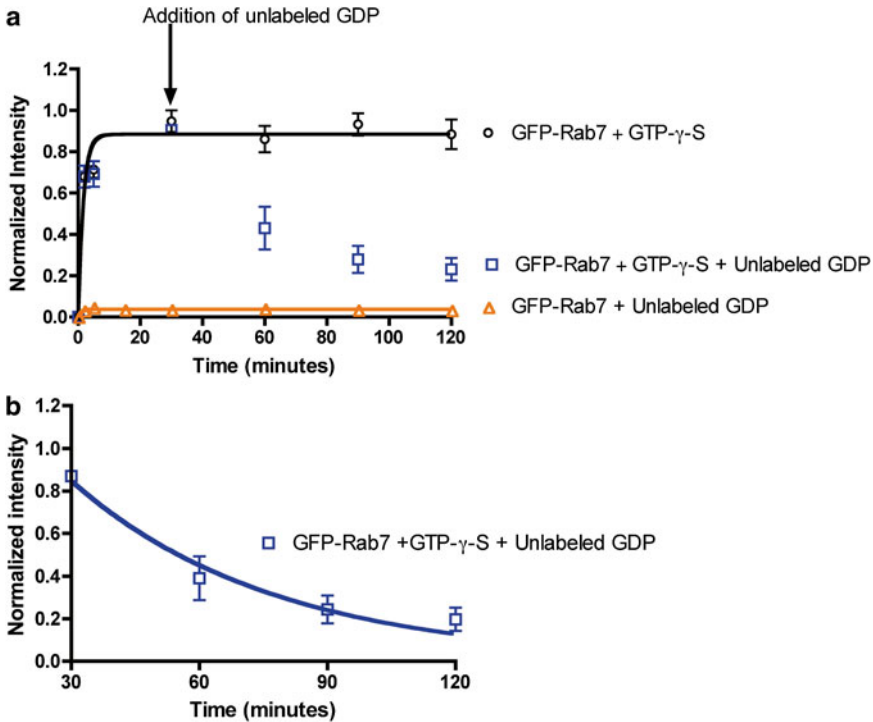 a
Addition of unlabeled GDP
Normalized Intensity
1.2
1.0
0.8
0.6
0.4
0.2
0.0
0 20 40 60 80 100 120
Time (minutes)
GFP-Rab7 + GTP-γ-S
GFP-Rab7 + GTP-γ-S + Unlabeled GDP
GFP-Rab7 + Unlabeled GDP
b
Normalized intensity
1.2
1.0
0.8
0.6
0.4
0.2
0.0
30 60 90 120
Time (minutes)
GFP-Rab7 +GTP-γ-S + Unlabeled GDP